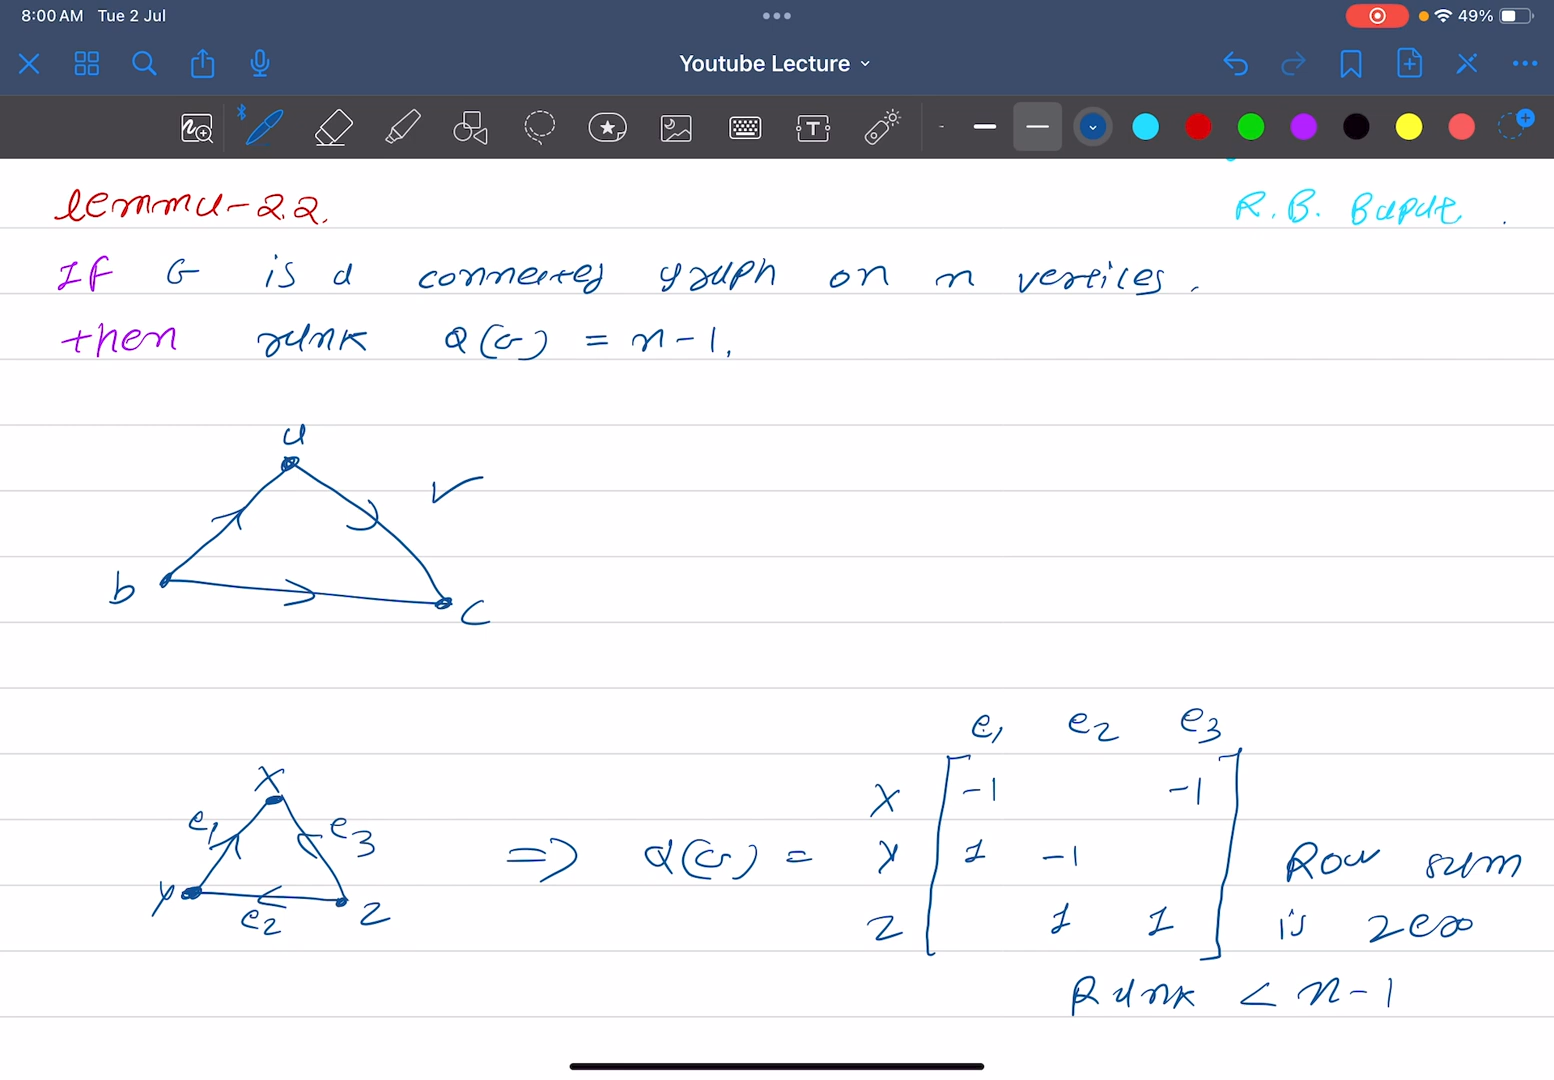 8:00 AM Tue 2 Jul
49%
Youtube Lecture
lemma-2.2.
R. B. Bapat.
If G is a connected graph on n vertices.
then rank Q(G) = n-1.
a
b
c
e1 e2 e3
x
e1 e3
x -1 -1
=> Q(G) = y 1 -1 Row sum
y
e2 z
z 1 1 is zero
Rank < n-1